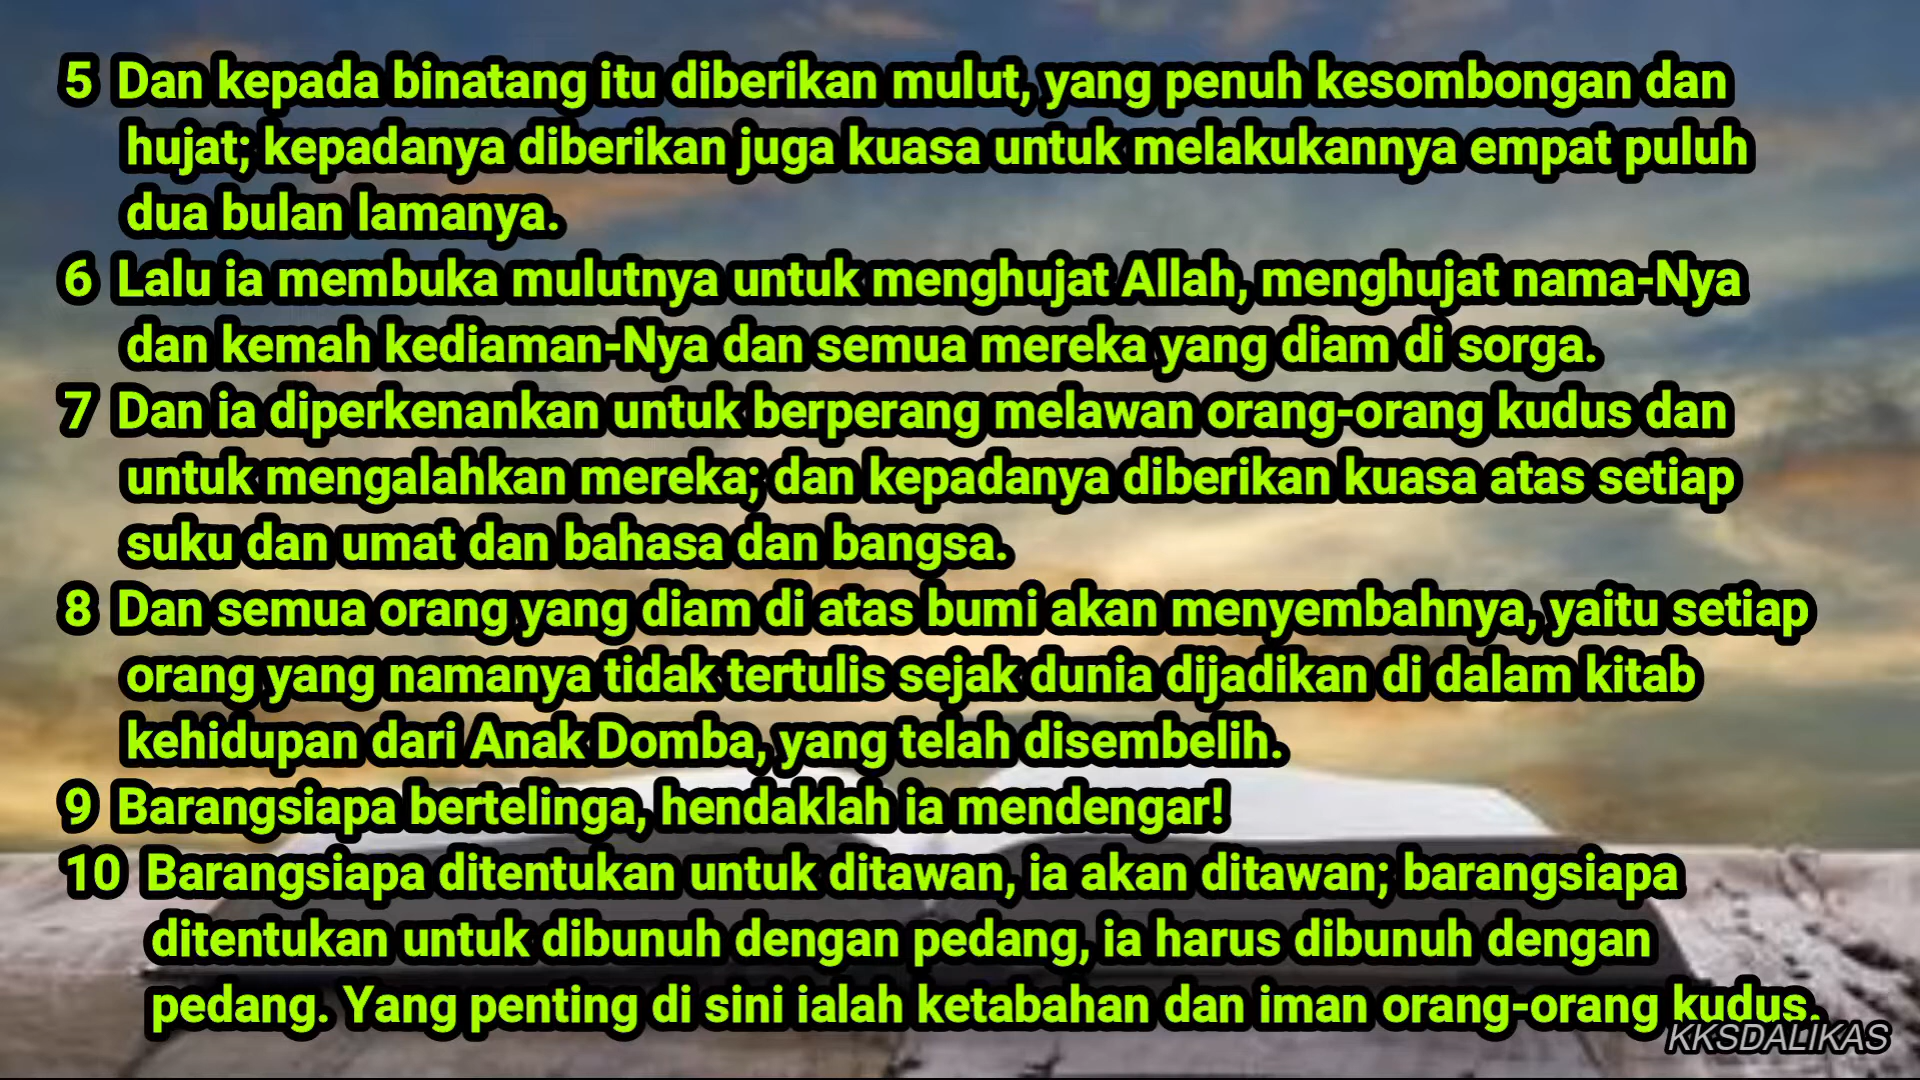 5 Dan kepada binatang itu diberikan mulut, yang penuh kesombongan dan
hujat; kepadanya diberikan juga kuasa untuk melakukannya empat puluh
dua bulan lamanya.
6 Lalu ia membuka mulutnya untuk menghujat Allah, menghujat nama-Nya
dan kemah kediaman-Nya dan semua mereka yang diam di sorga.
7 Dan ia diperkenankan untuk berperang melawan orang-orang kudus dan
untuk mengalahkan mereka; dan kepadanya diberikan kuasa atas setiap
suku dan umat dan bahasa dan bangsa.
8 Dan semua orang yang diam di atas bumi akan menyembahnya, yaitu setiap
orang yang namanya tidak tertulis sejak dunia dijadikan di dalam kitab
kehidupan dari Anak Domba, yang telah disembelih.
9 Barangsiapa bertelinga, hendaklah ia mendengar!
10 Barangsiapa ditentukan untuk ditawan, ia akan ditawan; barangsiapa
ditentukan untuk dibunuh dengan pedang, ia harus dibunuh dengan
pedang. Yang penting di sini ialah ketabahan dan iman orang-orang kudus.
KKSDALIKAS